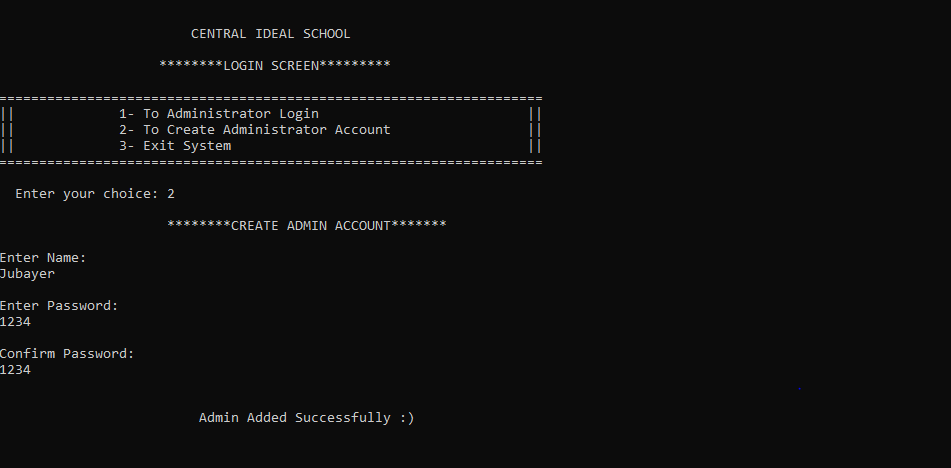 CENTRAL IDEAL SCHOOL
********LOGIN SCREEN*********
====================================================================
|| 1- To Administrator Login ||
|| 2- To Create Administrator Account ||
|| 3- Exit System ||
====================================================================
Enter your choice: 2
********CREATE ADMIN ACCOUNT*******
Enter Name:
Jubayer
Enter Password:
1234
Confirm Password:
1234
Admin Added Successfully :)